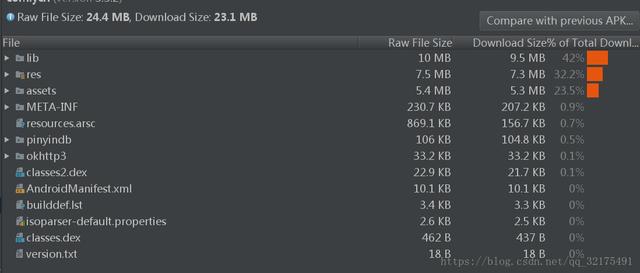 Raw File Size: 24.4 MB, Download Size: 23.1 MB
Compare with previous APK...
File Raw File Size Download Size % of Total Downl...
lib 10 MB 9.5 MB 42%
res 7.5 MB 7.3 MB 32.2%
assets 5.4 MB 5.3 MB 23.5%
META-INF 230.7 KB 207.2 KB 0.9%
resources.arsc 869.1 KB 156.7 KB 0.7%
pinyindb 106 KB 104.8 KB 0.5%
okhttp3 33.2 KB 33.2 KB 0.1%
classes2.dex 22.9 KB 21.7 KB 0.1%
AndroidManifest.xml 10.1 KB 10.1 KB 0%
builddef.lst 3.4 KB 3.3 KB 0%
isoparser-default.properties 2.6 KB 2.5 KB 0%
classes.dex 462 B 437 B 0%
version.txt 18 B 18 B 0%
https://blog.csdn.net/qq_32175491